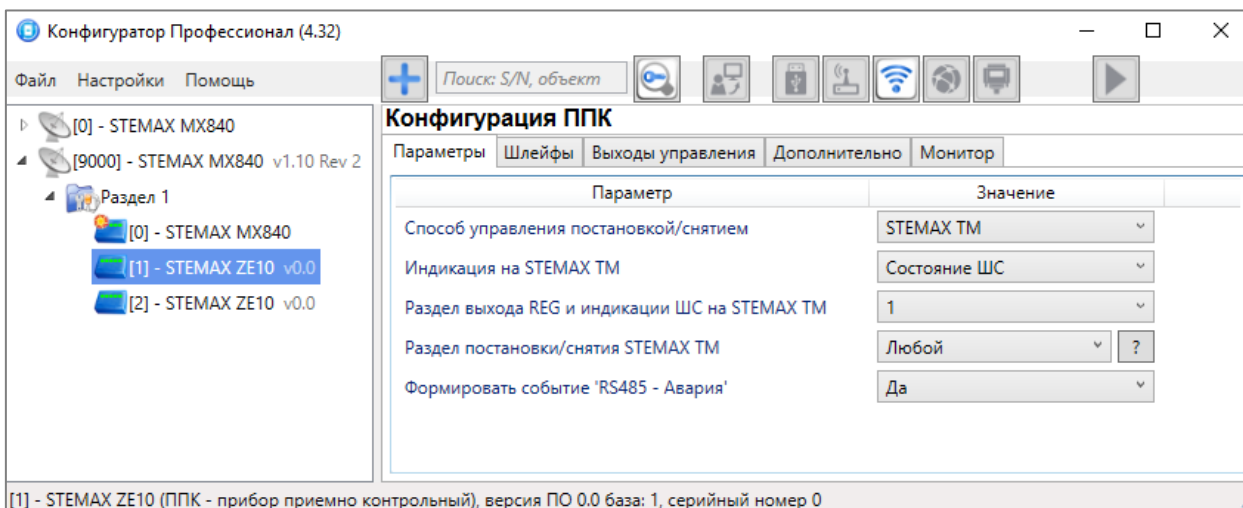 Конфигуратор Профессионал (4.32)
Файл Настройки Помощь
Поиск: S/N, объект
[0] - STEMAX MX840
[9000] - STEMAX MX840 v1.10 Rev 2
Раздел 1
[0] - STEMAX MX840
[1] - STEMAX ZE10 v0.0
[2] - STEMAX ZE10 v0.0
Конфигурация ППК
Параметры Шлейфы Выходы управления Дополнительно Монитор
Параметр Значение
Способ управления постановкой/снятием STEMAX TM
Индикация на STEMAX TM Состояние ШС
Раздел выхода REG и индикации ШС на STEMAX TM 1
Раздел постановки/снятия STEMAX TM Любой ?
Формировать событие 'RS485 - Авария' Да
[1] - STEMAX ZE10 (ППК - прибор приемно контрольный), версия ПО 0.0 база: 1, серийный номер 0